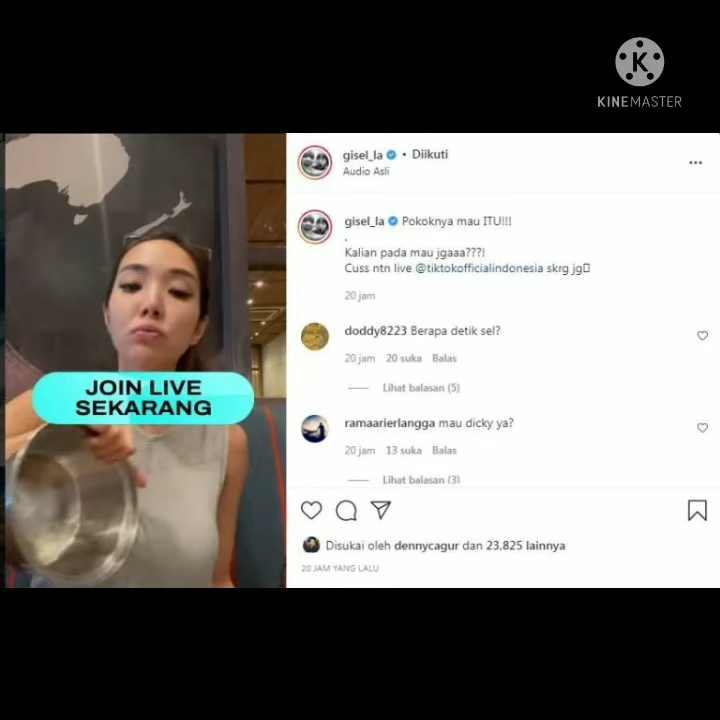 KINEMASTER
gisel_la • Diikuti
Audio Asli
gisel_la Pokoknya mau ITU!!!
.
Kalian pada mau jgaaa???!
Cuss ntn live @tiktokofficialindonesia skrg jg
20 jam
doddy8223 Berapa detik sel?
20 jam 20 suka Balas
Lihat balasan (5)
ramaarierlangga mau dicky ya?
20 jam 13 suka Balas
Lihat balasan (3)
JOIN LIVE
SEKARANG
Disukai oleh dennycagur dan 23,825 lainnya
20 JAM YANG LALU